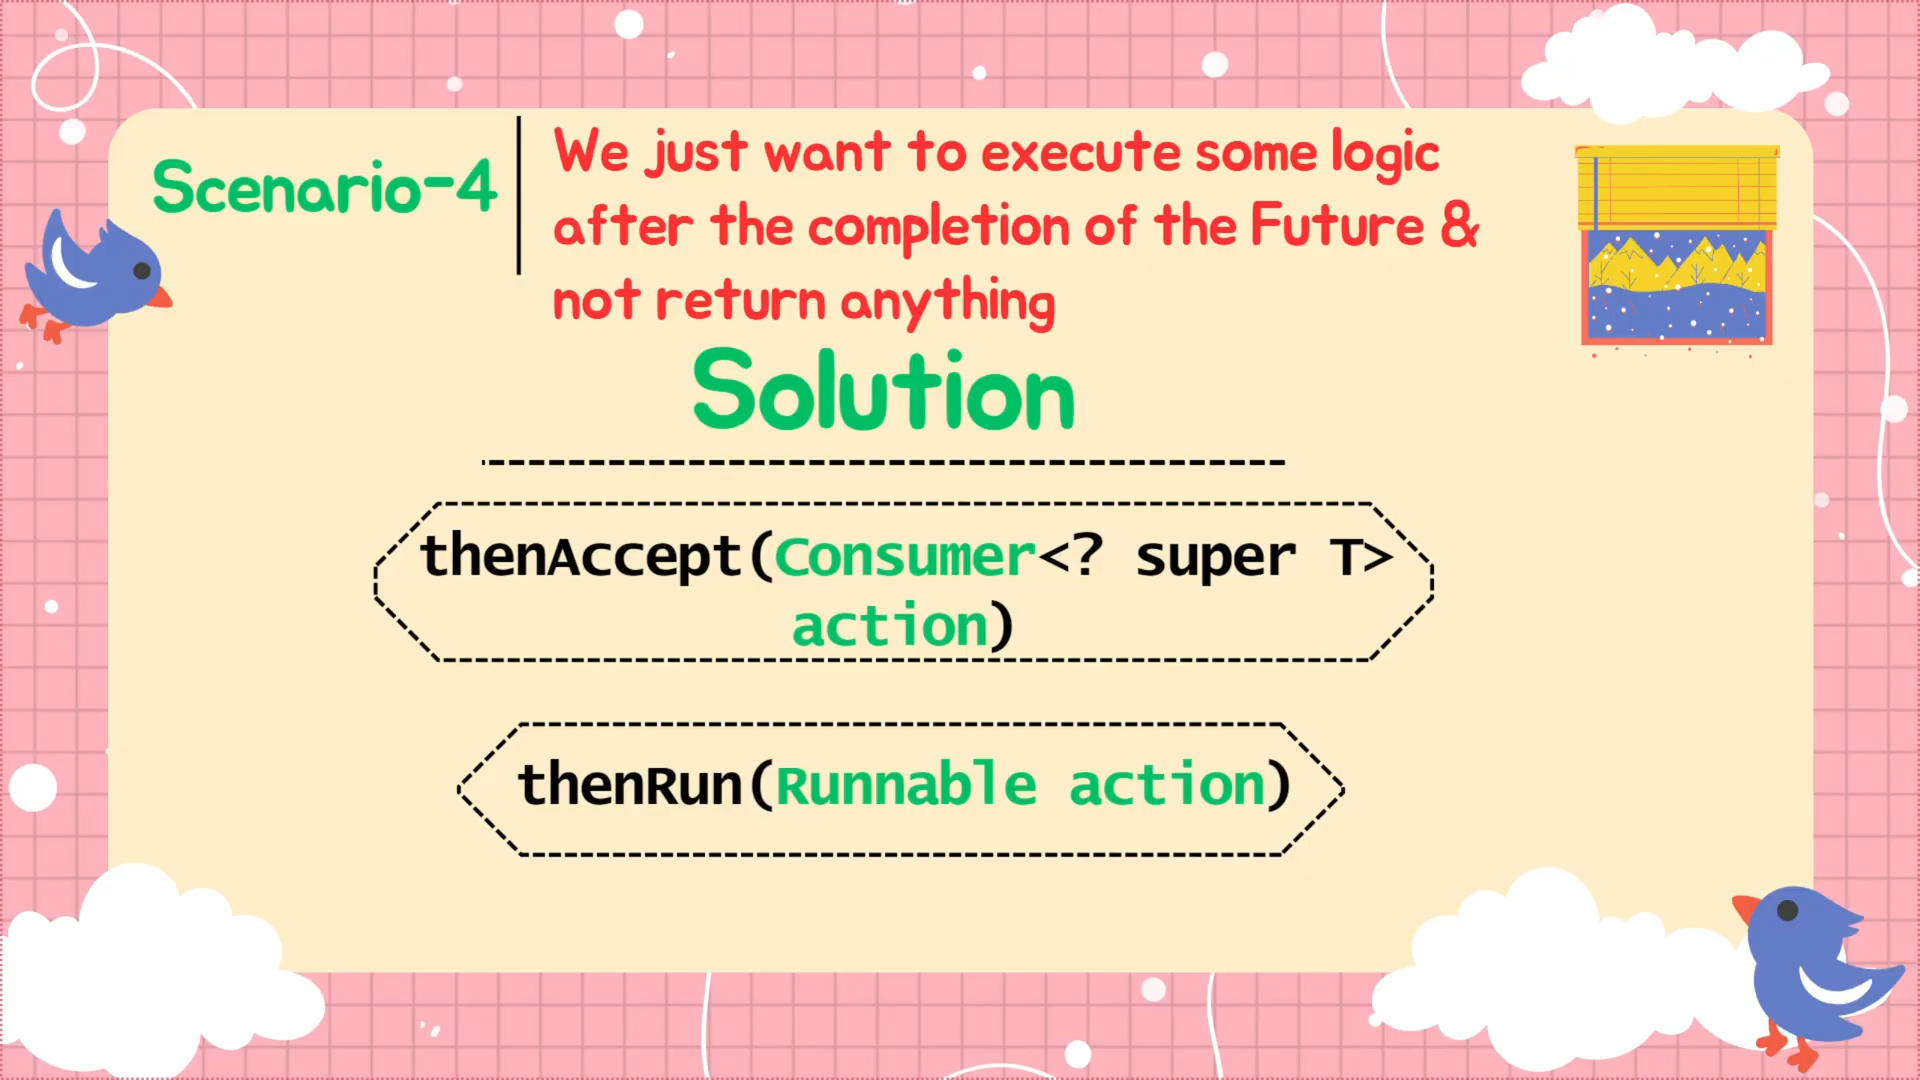 Scenario-4
We just want to execute some logic
after the completion of the Future &
not return anything
Solution
thenAccept(Consumer<? super T>
action)
thenRun(Runnable action)